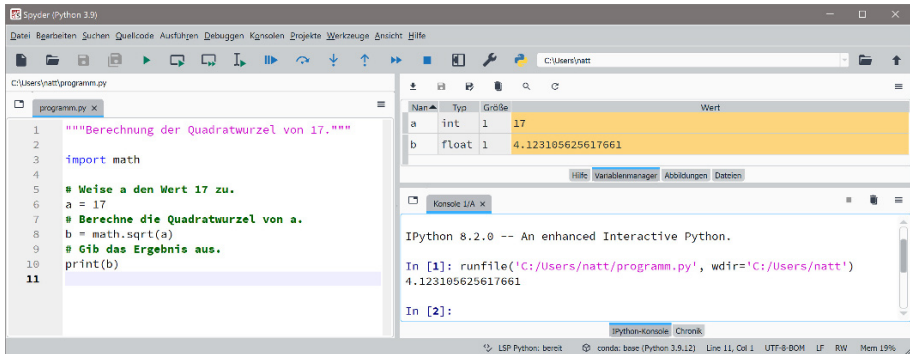 Spyder (Python 3.9)
Datei Bearbeiten Suchen Quellcode Ausführen Debuggen Konsolen Projekte Werkzeuge Ansicht Hilfe
C:\Users\natt
C:\Users\natt\programm.py
programm.py
1 """Berechnung der Quadratwurzel von 17."""
2
3 import math
4
5 # Weise a den Wert 17 zu.
6 a = 17
7 # Berechne die Quadratwurzel von a.
8 b = math.sqrt(a)
9 # Gib das Ergebnis aus.
10 print(b)
11
Nan Typ Größe Wert
a int 1 17
b float 1 4.123105625617661
Hilfe Variablenmanager Abbildungen Dateien
Konsole 1/A
IPython 8.2.0 -- An enhanced Interactive Python.
In [1]: runfile('C:/Users/natt/programm.py', wdir='C:/Users/natt')
4.123105625617661
In [2]:
IPython-Konsole Chronik
LSP Python: bereit conda: base (Python 3.9.12) Line 11, Col 1 UTF-8-BOM LF RW Mem 19%